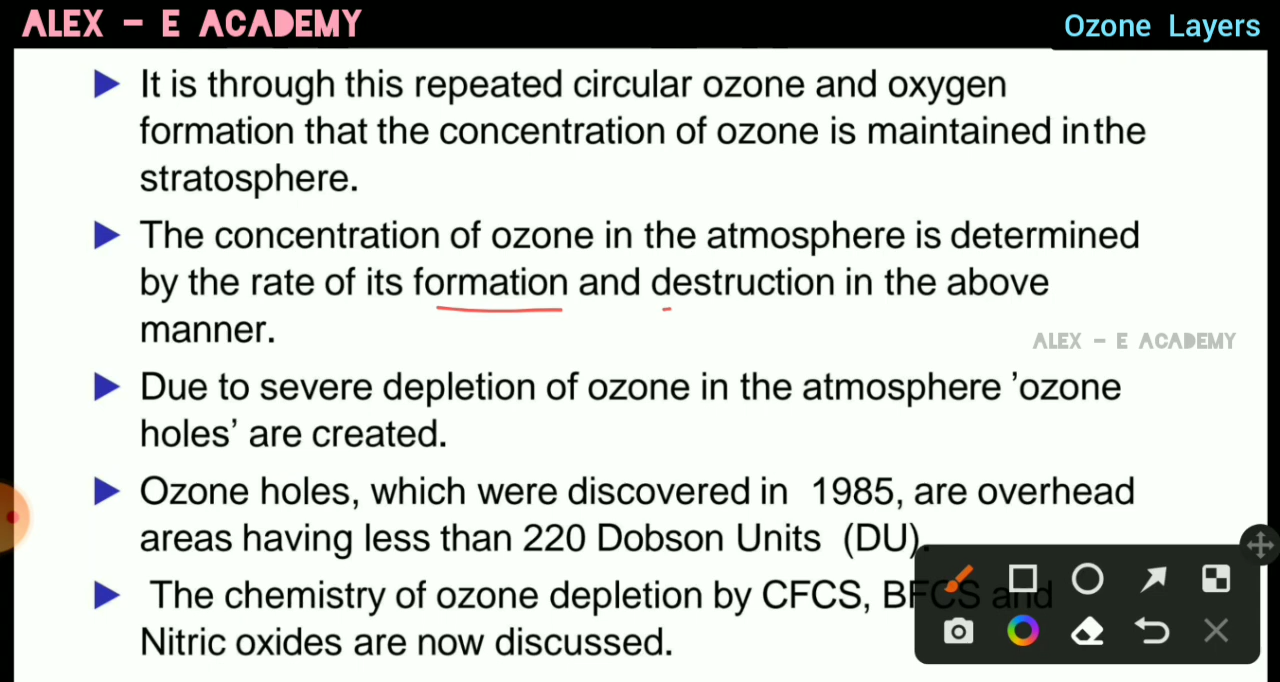 ALEX - E ACADEMY
Ozone Layers
It is through this repeated circular ozone and oxygen
formation that the concentration of ozone is maintained in the
stratosphere.
The concentration of ozone in the atmosphere is determined
by the rate of its formation and destruction in the above
manner.
ALEX - E ACADEMY
Due to severe depletion of ozone in the atmosphere ’ozone
holes’ are created.
Ozone holes, which were discovered in 1985, are overhead
areas having less than 220 Dobson Units (DU).
The chemistry of ozone depletion by CFCS, BFCS and
Nitric oxides are now discussed.